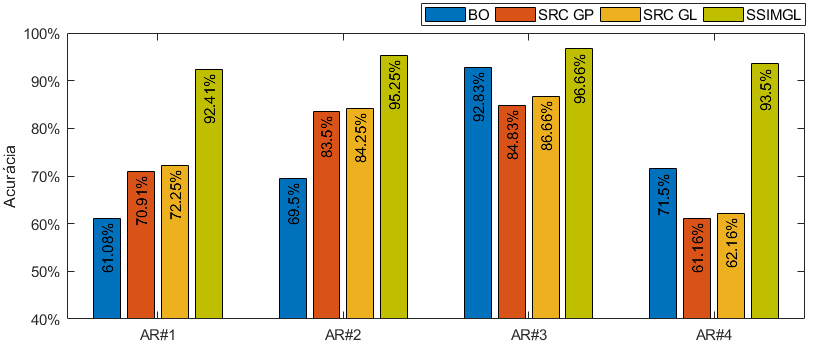 BO SRC GP SRC GL SSIMGL
100%
90%
80%
70%
60%
50%
40%
Acurácia
61.08% 70.91% 72.25% 92.41%
69.5% 83.5% 84.25% 95.25%
92.83% 84.83% 86.66% 96.66%
71.5% 61.16% 62.16% 93.5%
AR#1 AR#2 AR#3 AR#4